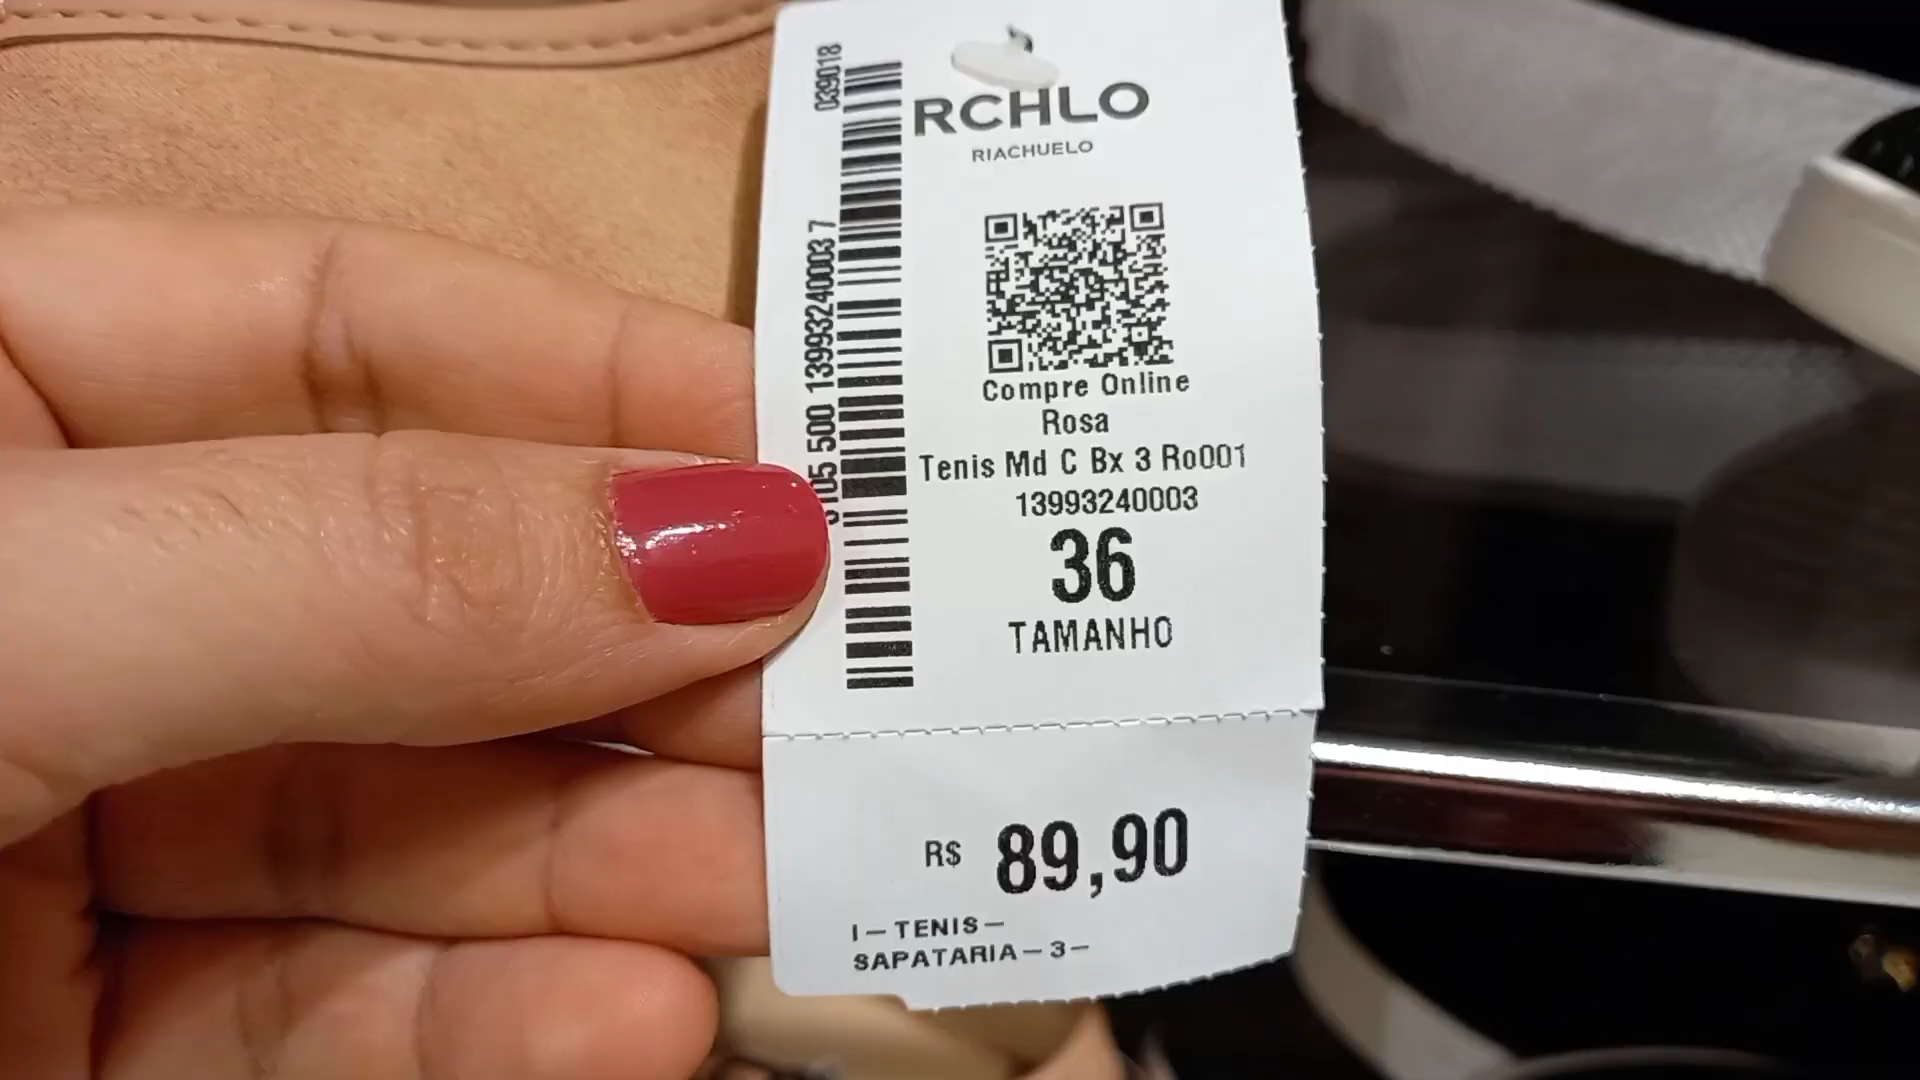 RCHLO
RIACHUELO
Compre Online
Rosa
Tenis Md C Bx 3 Ro001
13993240003
36
TAMANHO
R$ 89,90
I-TENIS-
SAPATARIA-3-
500 13993240003 7
039018